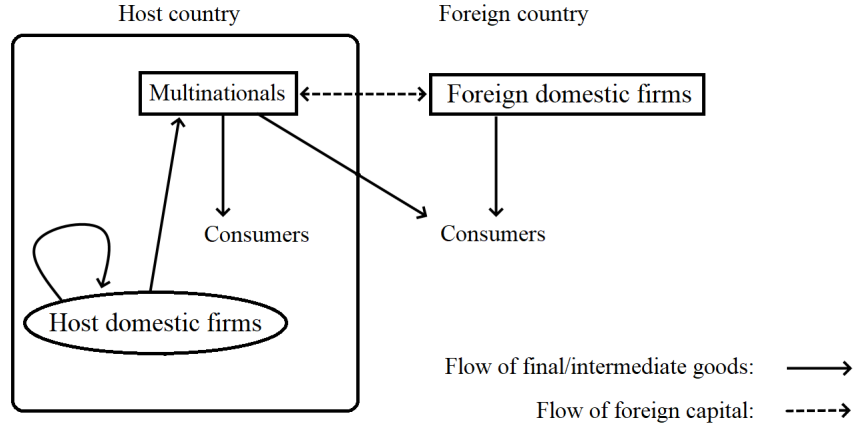 Host country
Foreign country
Multinationals
Foreign domestic firms
Consumers
Consumers
Host domestic firms
Flow of final/intermediate goods:
Flow of foreign capital: